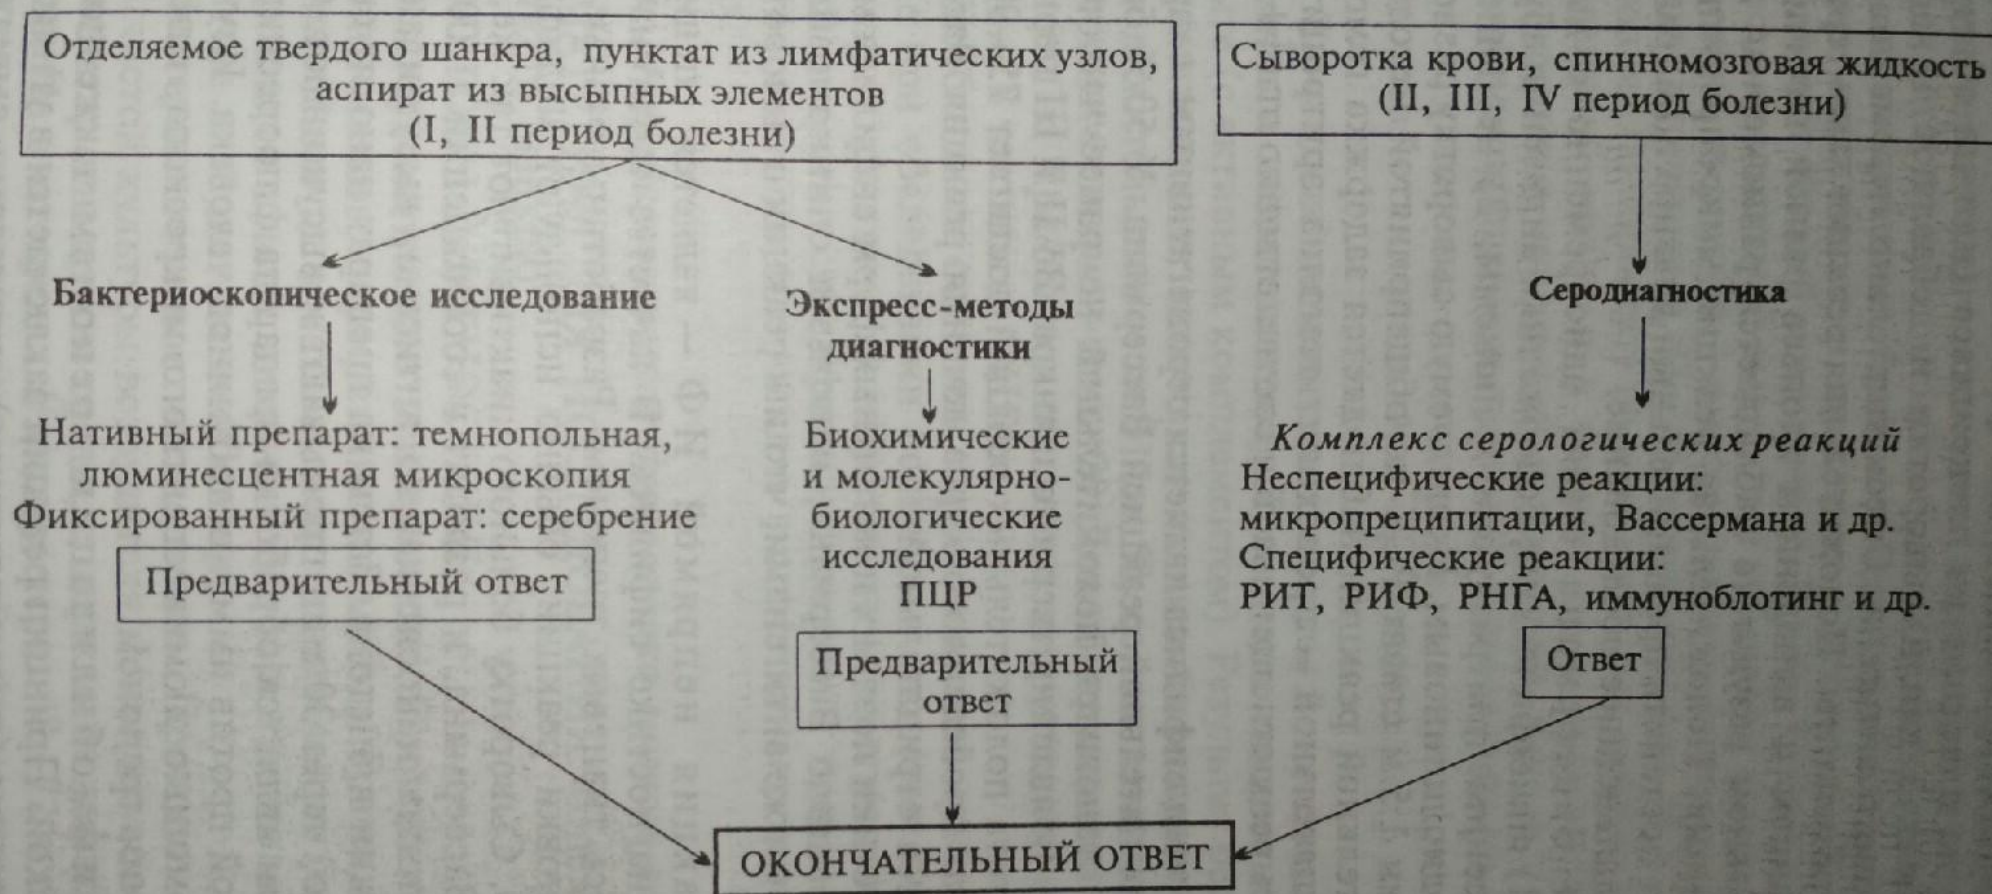 Отделяемое твердого шанкра, пунктат из лимфатических узлов,
аспират из высыпных элементов
(I, II период болезни)
Сыворотка крови, спинномозговая жидкость
(II, III, IV период болезни)
Бактериоскопическое исследование
Нативный препарат: темнопольная,
люминесцентная микроскопия
Фиксированный препарат: серебрение
Предварительный ответ
Экспресс-методы
диагностики
Биохимические
и молекулярно-
биологические
исследования
ПЦР
Предварительный
ответ
Серодиагностика
Комплекс серологических реакций
Неспецифические реакции:
микропреципитации, Вассермана и др.
Специфические реакции:
РИТ, РИФ, РНГА, иммуноблотинг и др.
Ответ
ОКОНЧАТЕЛЬНЫЙ ОТВЕТ